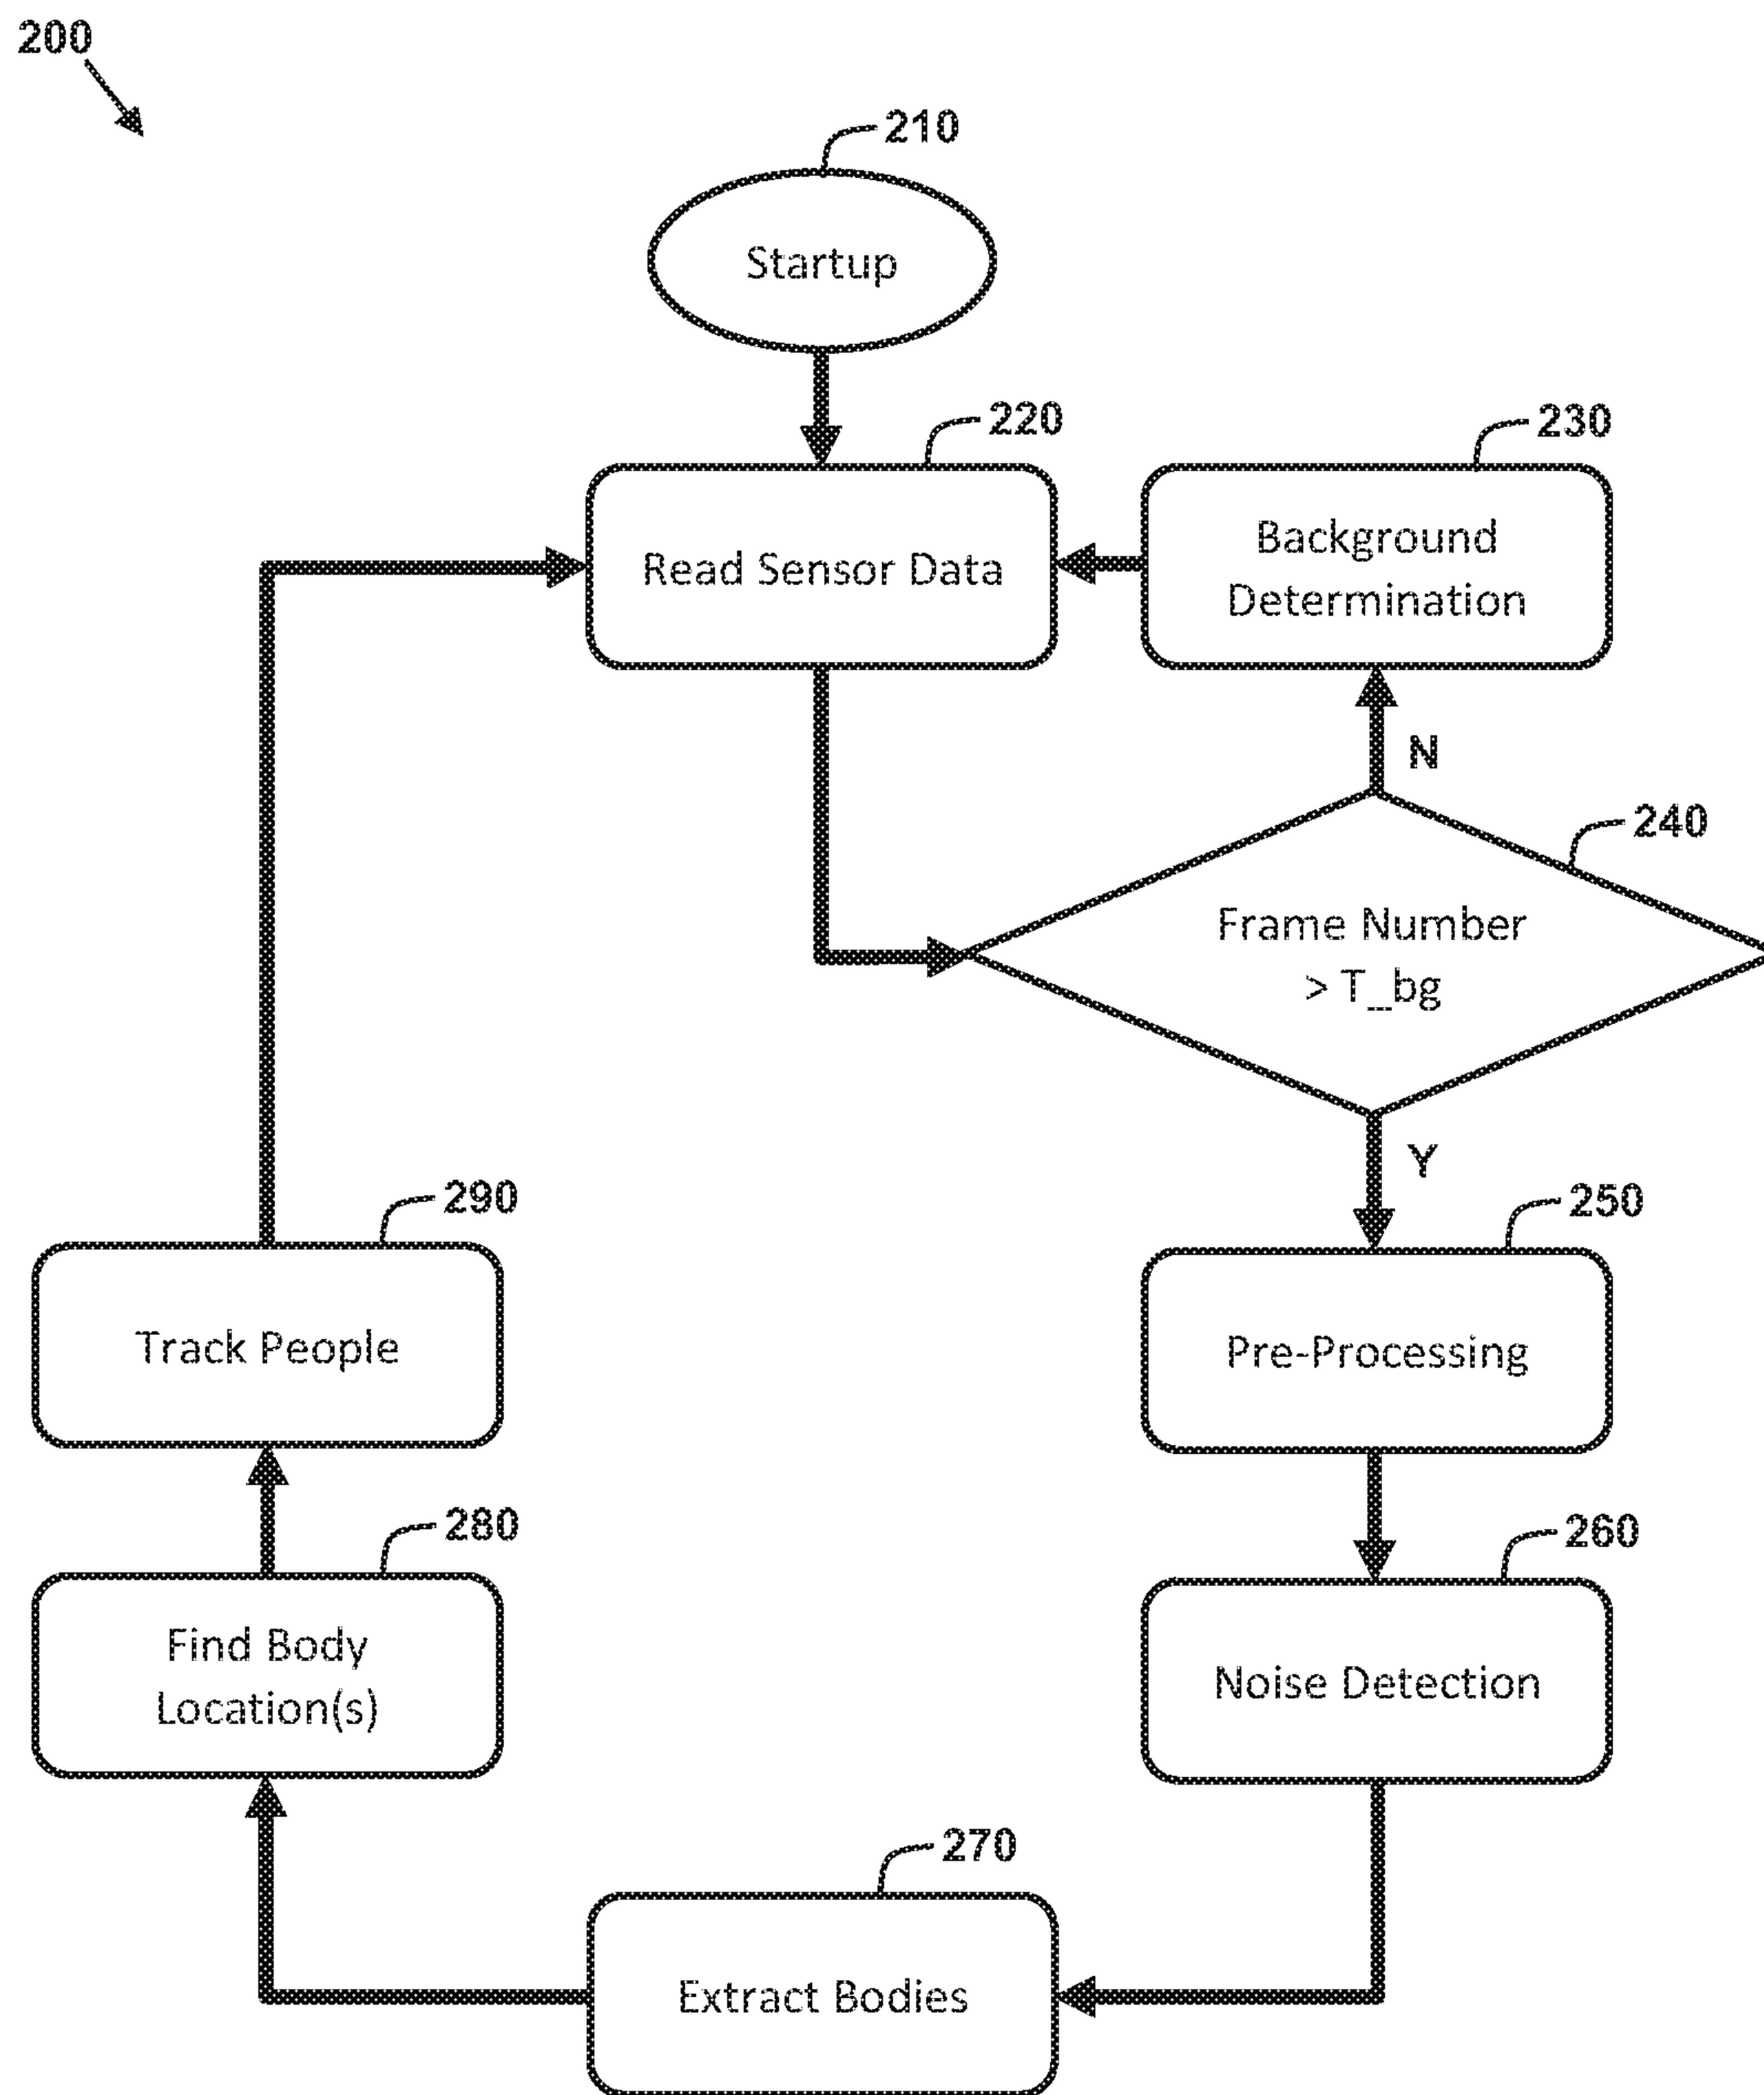 200
210
Startup
220
Read Sensor Data
230
Background
Determination
N
240
Frame Number
> T_bg
Y
250
Pre-Processing
260
Noise Detection
270
Extract Bodies
280
Find Body
Location(s)
290
Track People